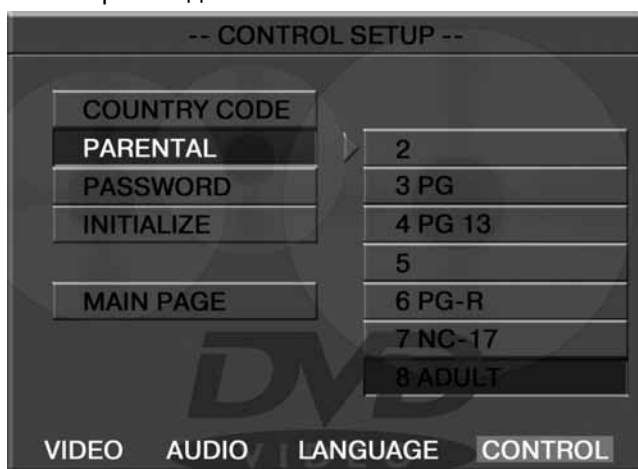 -- CONTROL SETUP --
COUNTRY CODE
PARENTAL
PASSWORD
INITIALIZE
MAIN PAGE
2
3 PG
4 PG 13
5
6 PG-R
7 NC-17
8 ADULT
DVD
VIDEO
VIDEO AUDIO LANGUAGE CONTROL